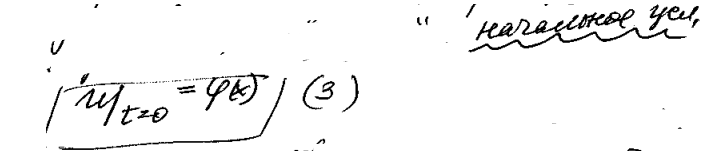 начальное усл.
u|_{t=0} = φ(x) (3)